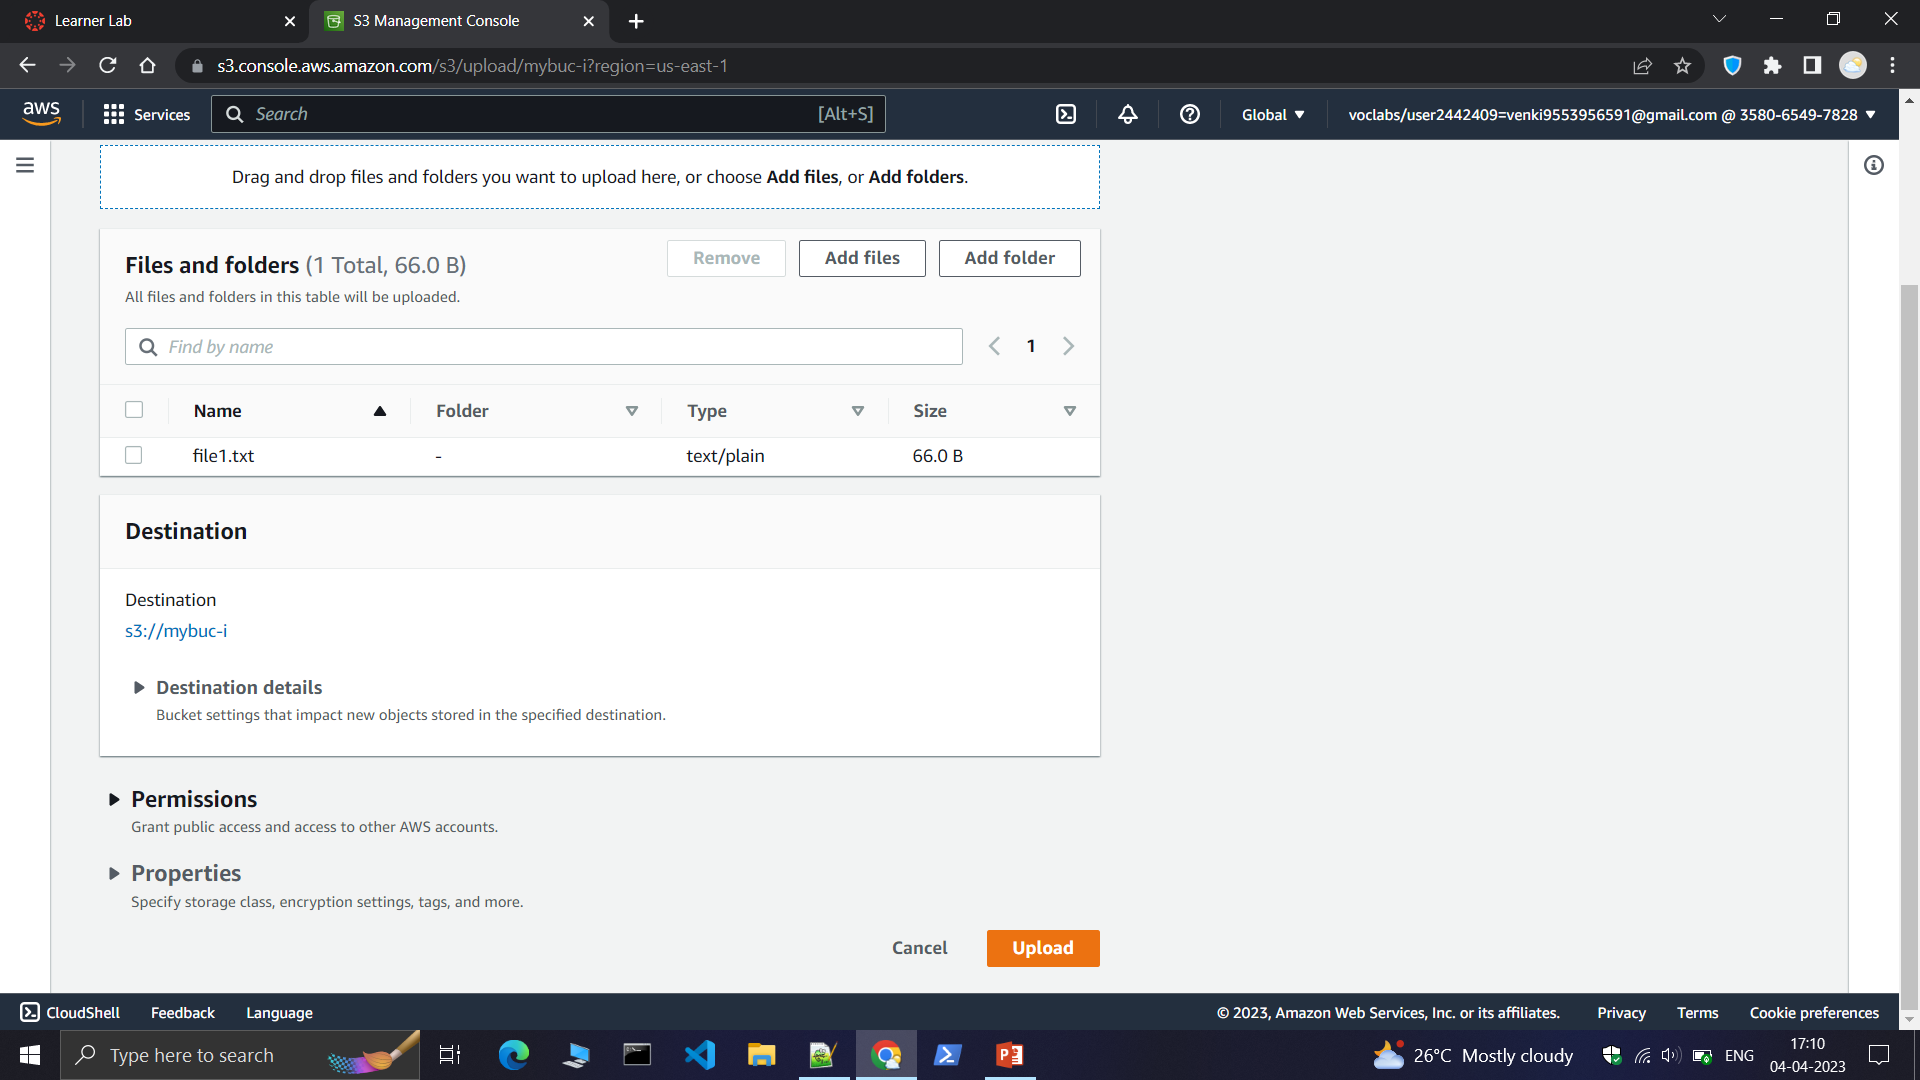 Learner Lab
S3 Management Console
s3.console.aws.amazon.com/s3/upload/mybuc-i?region=us-east-1
aws
Services
Search
[Alt+S]
Global
voclabs/user2442409=venki9553956591@gmail.com @ 3580-6549-7828
Drag and drop files and folders you want to upload here, or choose Add files, or Add folders.
Files and folders (1 Total, 66.0 B)
Remove
Add files
Add folder
All files and folders in this table will be uploaded.
Find by name
1
Name
Folder
Type
Size
file1.txt
-
text/plain
66.0 B
Destination
Destination
s3://mybuc-i
Destination details
Bucket settings that impact new objects stored in the specified destination.
Permissions
Grant public access and access to other AWS accounts.
Properties
Specify storage class, encryption settings, tags, and more.
Cancel
Upload
CloudShell
Feedback
Language
© 2023, Amazon Web Services, Inc. or its affiliates.
Privacy
Terms
Cookie preferences
Type here to search
26°C Mostly cloudy
ENG
17:10
04-04-2023